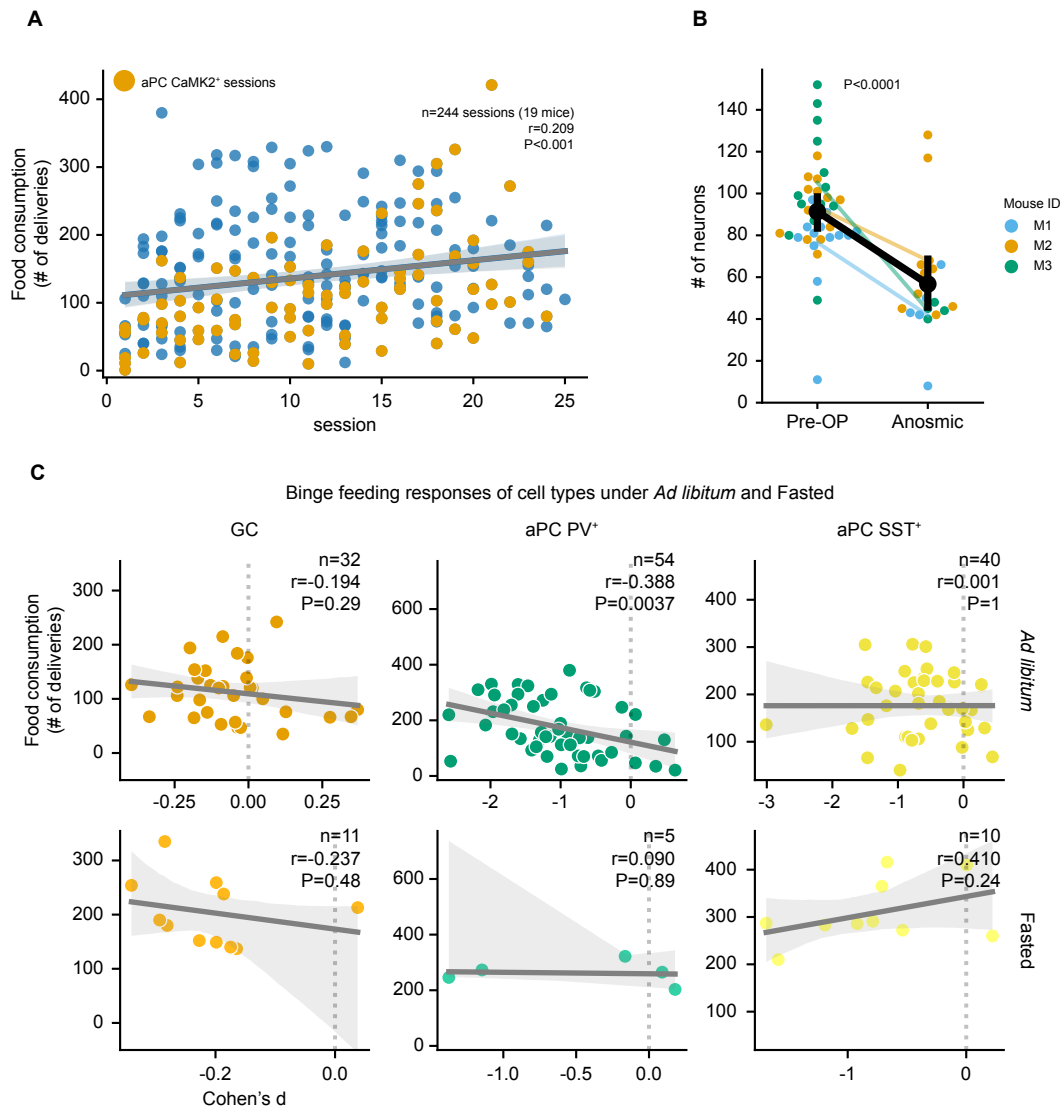 A
aPC CaMK2⁺ sessions
n=244 sessions (19 mice)
r=0.209
P<0.001
Food consumption
(# of deliveries)
400
300
200
100
0
0
5
10
15
20
25
session
B
P<0.0001
# of neurons
140
120
100
80
60
40
20
0
Pre-OP
Anosmic
Mouse ID
M1
M2
M3
C
Binge feeding responses of cell types under Ad libitum and Fasted
GC
aPC PV⁺
aPC SST⁺
n=32
r=-0.194
P=0.29
Food consumption
(# of deliveries)
300
200
100
0
-0.25
0.00
0.25
n=54
r=-0.388
P=0.0037
600
400
200
0
-2
-1
0
n=40
r=0.001
P=1
400
300
200
100
-3
-2
-1
0
Ad libitum
n=11
r=-0.237
P=0.48
300
200
100
0
-0.2
0.0
Cohen's d
n=5
r=0.090
P=0.89
600
400
200
0
-1.0
-0.5
0.0
n=10
r=0.410
P=0.24
400
300
200
100
-1
0
Fasted